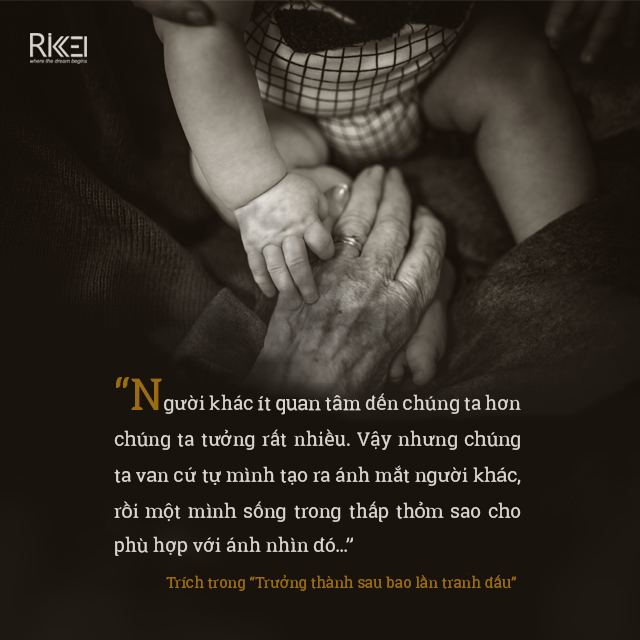 RIKKEI
where the dream begins
“Người khác ít quan tâm đến chúng ta hơn
chúng ta tưởng rất nhiều. Vậy nhưng chúng
ta van cứ tự mình tạo ra ánh mắt người khác,
rồi một mình sống trong thấp thỏm sao cho
phù hợp với ánh nhìn đó...”
Trích trong “Trưởng thành sau bao lần tranh đấu”